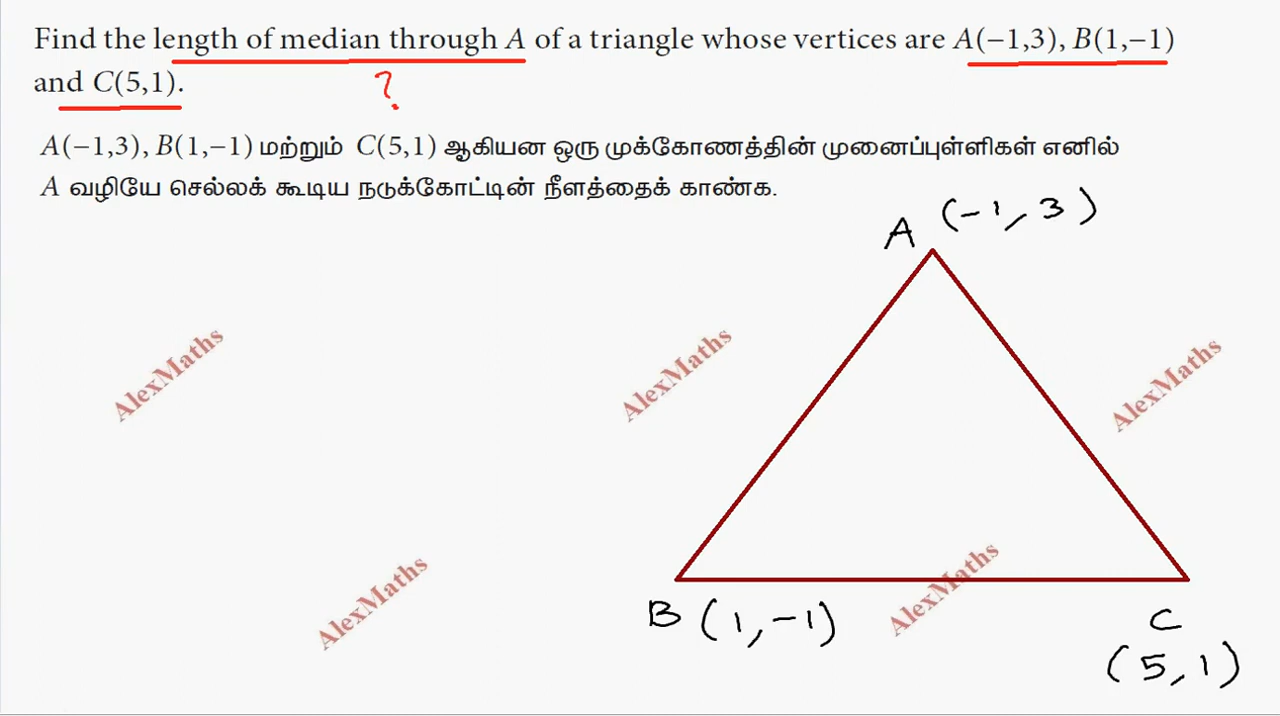 Find the length of median through A of a triangle whose vertices are A(−1,3), B(1,−1)
and C(5,1).
?
A(−1,3), B(1,−1) மற்றும் C(5,1) ஆகியன ஒரு முக்கோணத்தின் முனைப்புள்ளிகள் எனில்
A வழியே செல்லக் கூடிய நடுக்கோட்டின் நீளத்தைக் காண்க.
A (-1, 3)
AlexMaths
AlexMaths
AlexMaths
AlexMaths
AlexMaths
B (1, -1)
C
(5, 1)